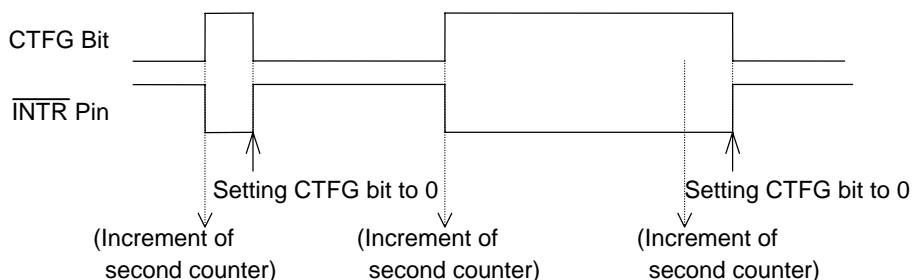 CTFG Bit
INTR Pin
Setting CTFG bit to 0
Setting CTFG bit to 0
(Increment of
second counter)
(Increment of
second counter)
(Increment of
second counter)